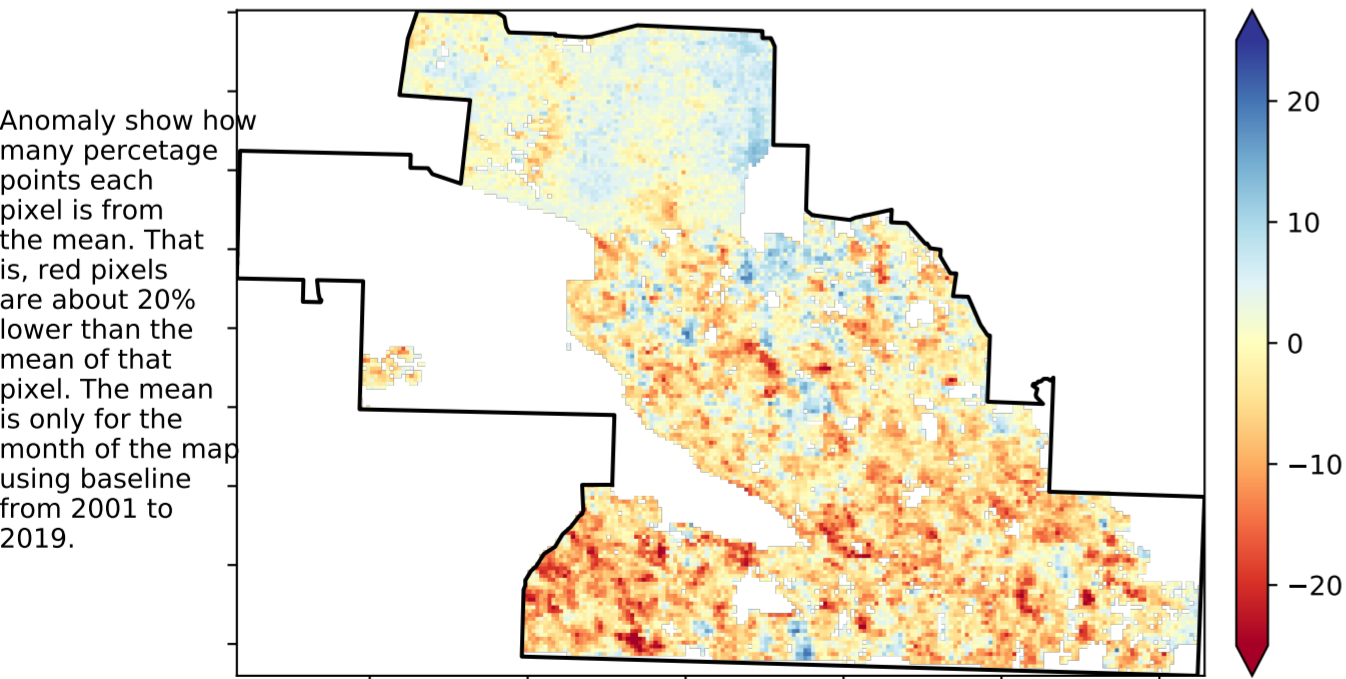 Anomaly show how
many percetage
points each
pixel is from
the mean. That
is, red pixels
are about 20%
lower than the
mean of that
pixel. The mean
is only for the
month of the map
using baseline
from 2001 to
2019.
20
10
0
−10
−20